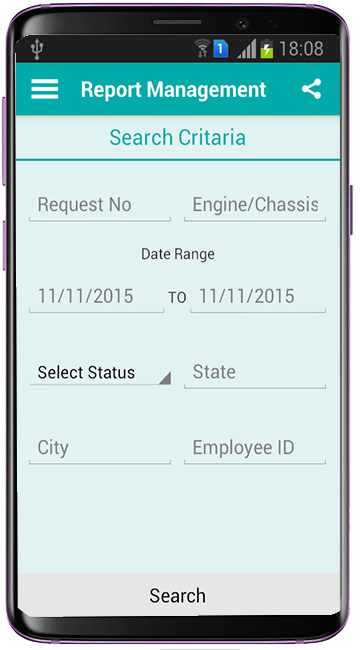 1 18:08
Report Management
Search Critaria
Request No Engine/Chassis
Date Range
11/11/2015 TO 11/11/2015
Select Status State
City Employee ID
Search